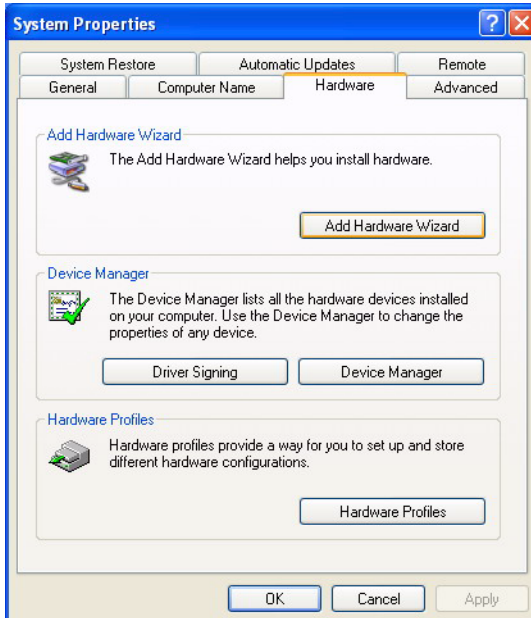 System Properties
System Restore Automatic Updates Remote
General Computer Name Hardware Advanced
Add Hardware Wizard
The Add Hardware Wizard helps you install hardware.
Add Hardware Wizard
Device Manager
The Device Manager lists all the hardware devices installed
on your computer. Use the Device Manager to change the
properties of any device.
Driver Signing Device Manager
Hardware Profiles
Hardware profiles provide a way for you to set up and store
different hardware configurations.
Hardware Profiles
OK Cancel Apply